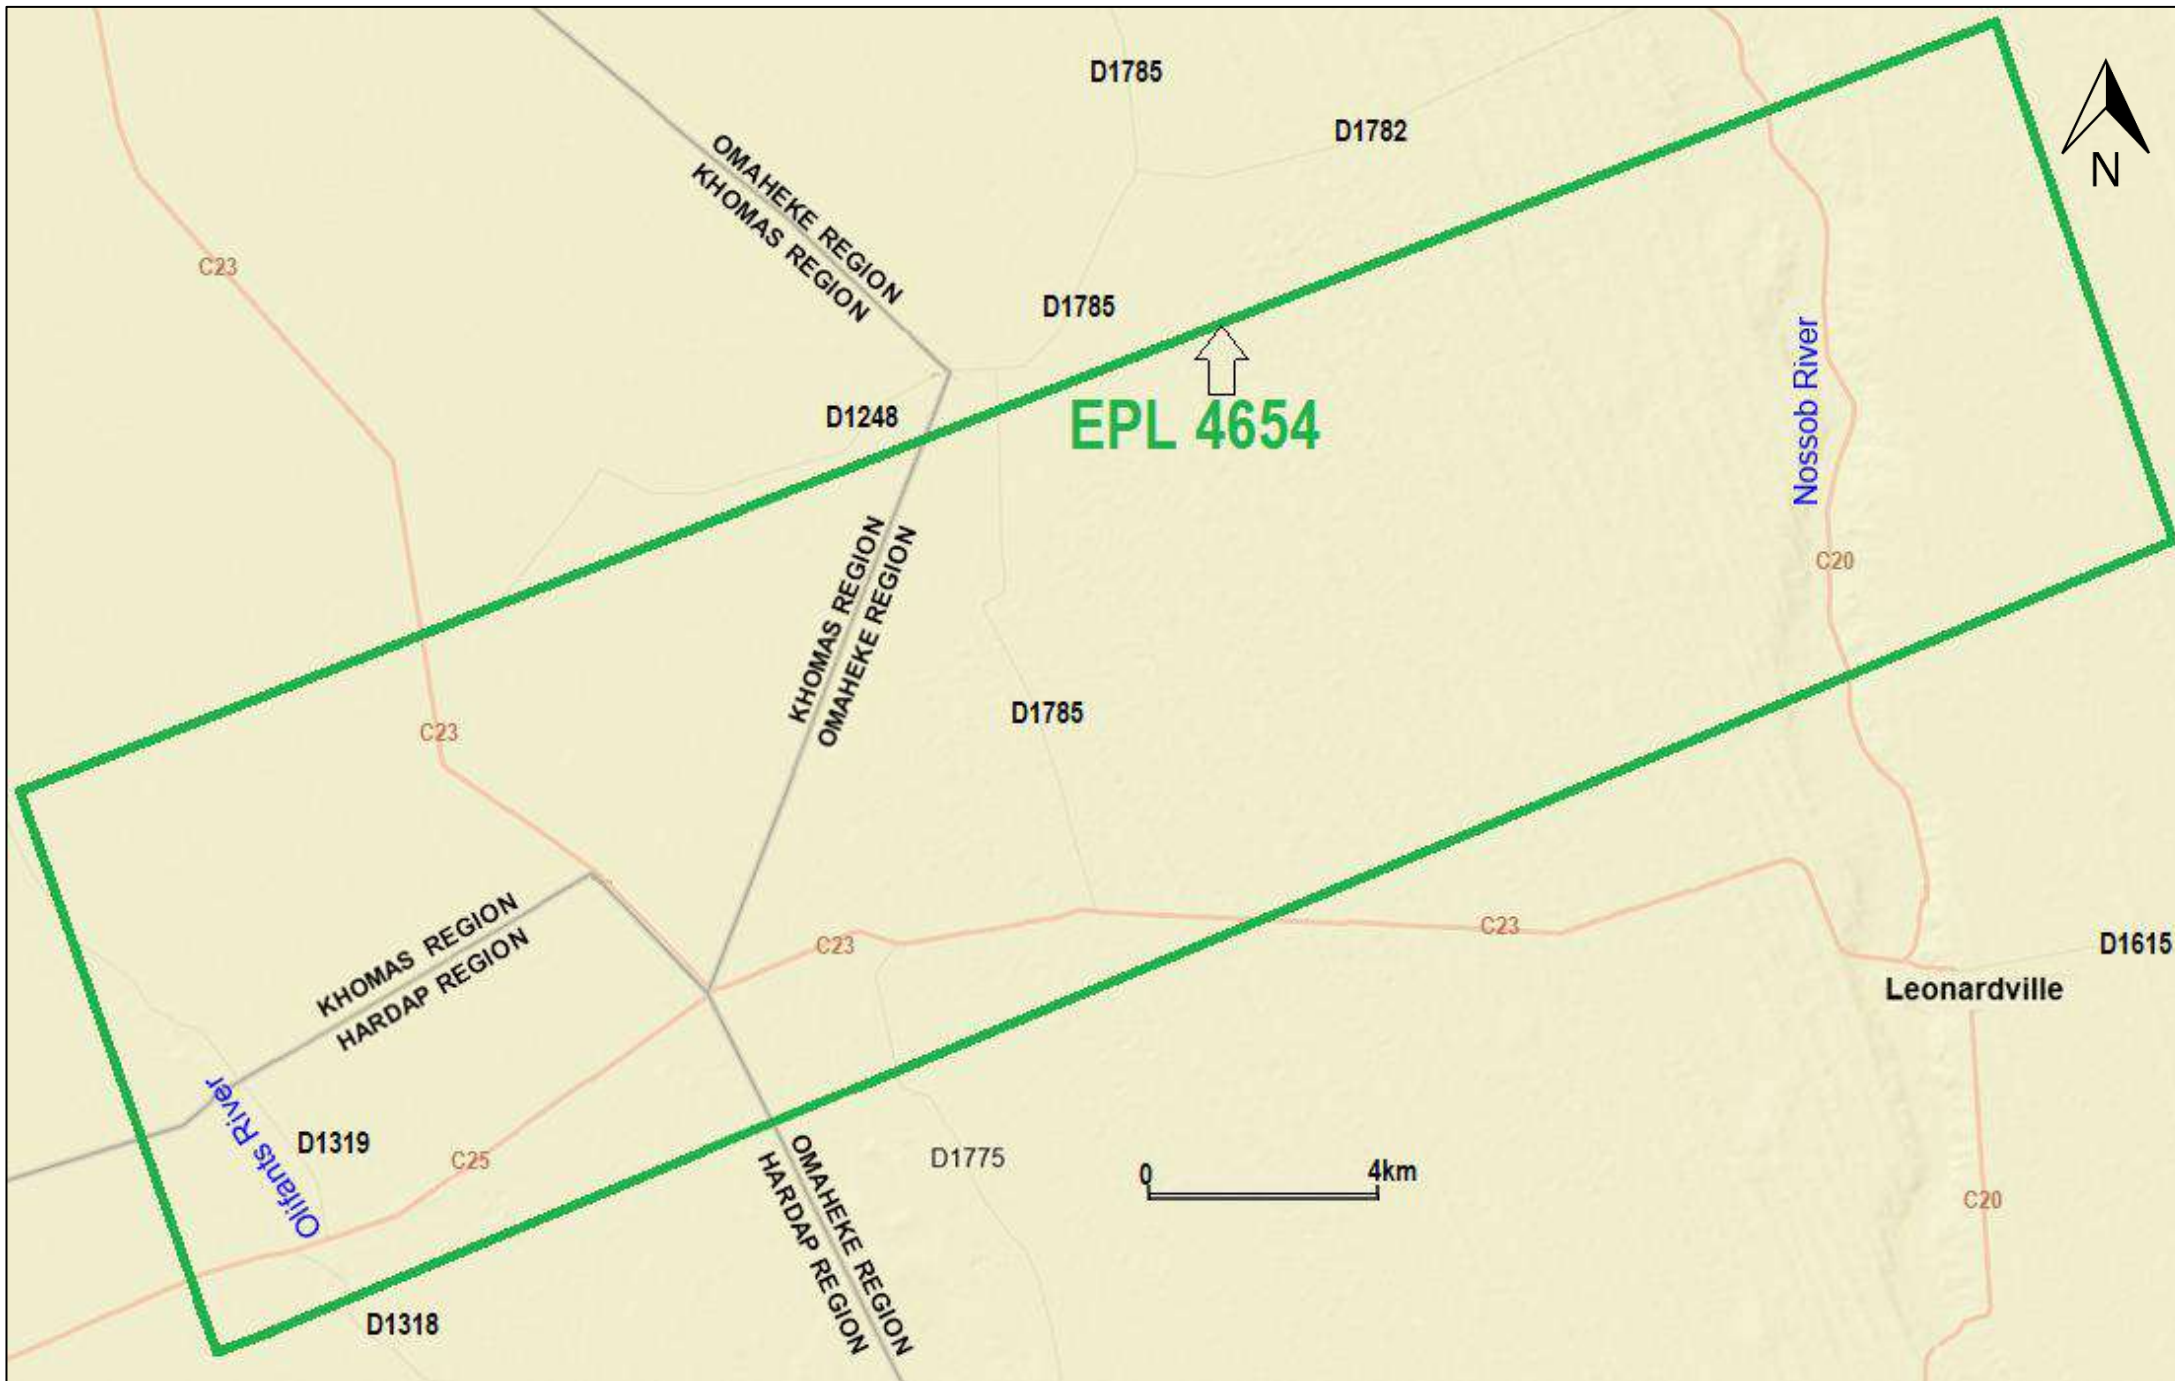 D1785
D1782
N
OMAHEKE REGION
KHOMAS REGION
C23
D1785
D1248
EPL 4654
Nossob River
KHOMAS REGION
OMAHEKE REGION
C20
D1785
C23
KHOMAS REGION
HARDAP REGION
C23
C23
D1615
Leonardville
Olifants River
D1319
C25
D1775
0 4km
OMAHEKE REGION
HARDAP REGION
C20
D1318